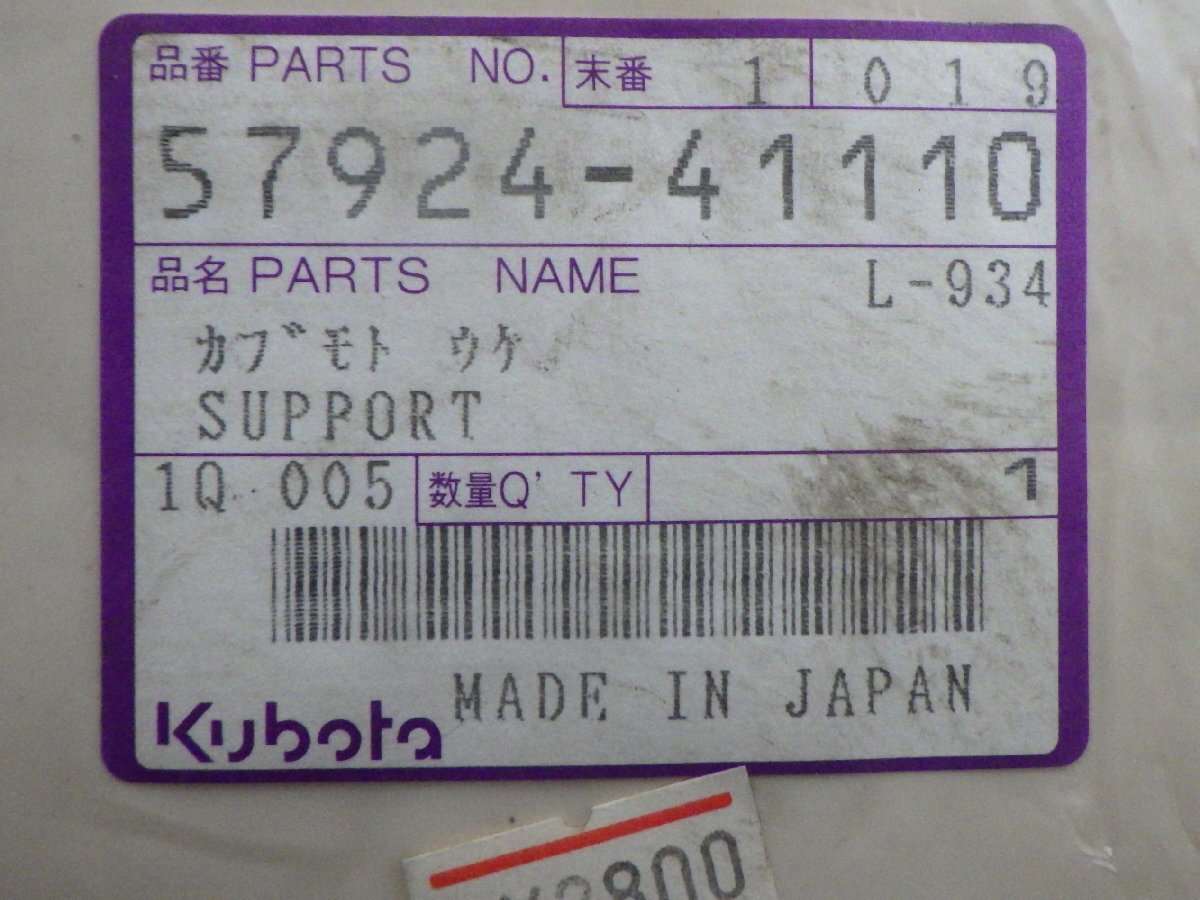 品番 PARTS NO. 末番 1 019
57924-41110
品名 PARTS NAME L-934
カブモト ウケ
SUPPORT
1Q 005 数量Q'TY 1
MADE IN JAPAN
Kubota